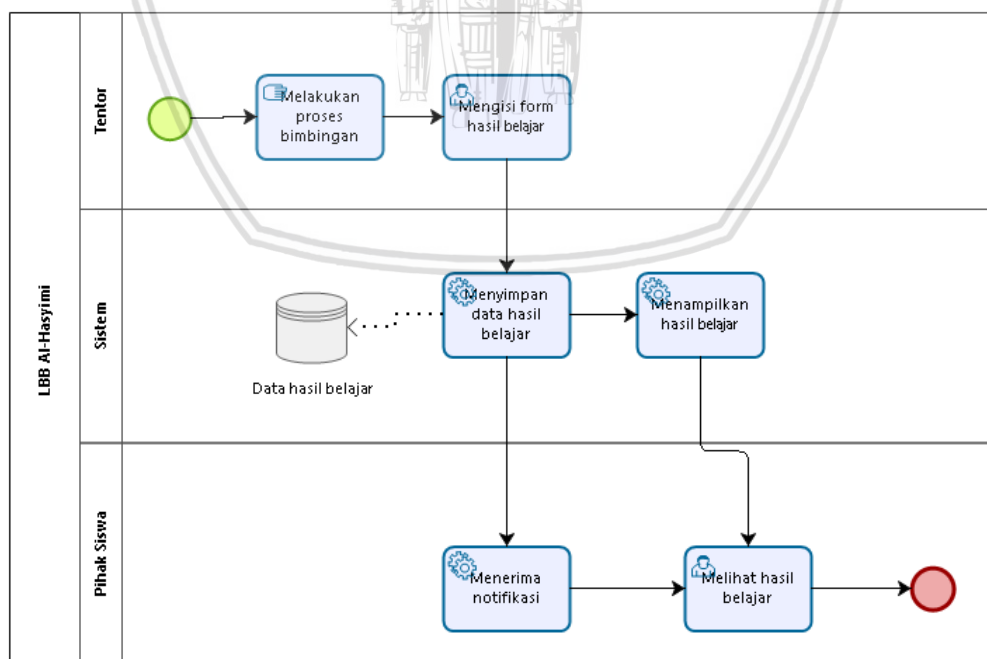 LBB Al-Hasyimi
Tentor
Melakukan
proses
bimbingan
Mengisi form
hasil belajar
Sistem
Data hasil belajar
Menyimpan
data hasil
belajar
Menampilkan
hasil belajar
Pihak Siswa
Menerima
notifikasi
Melihat hasil
belajar